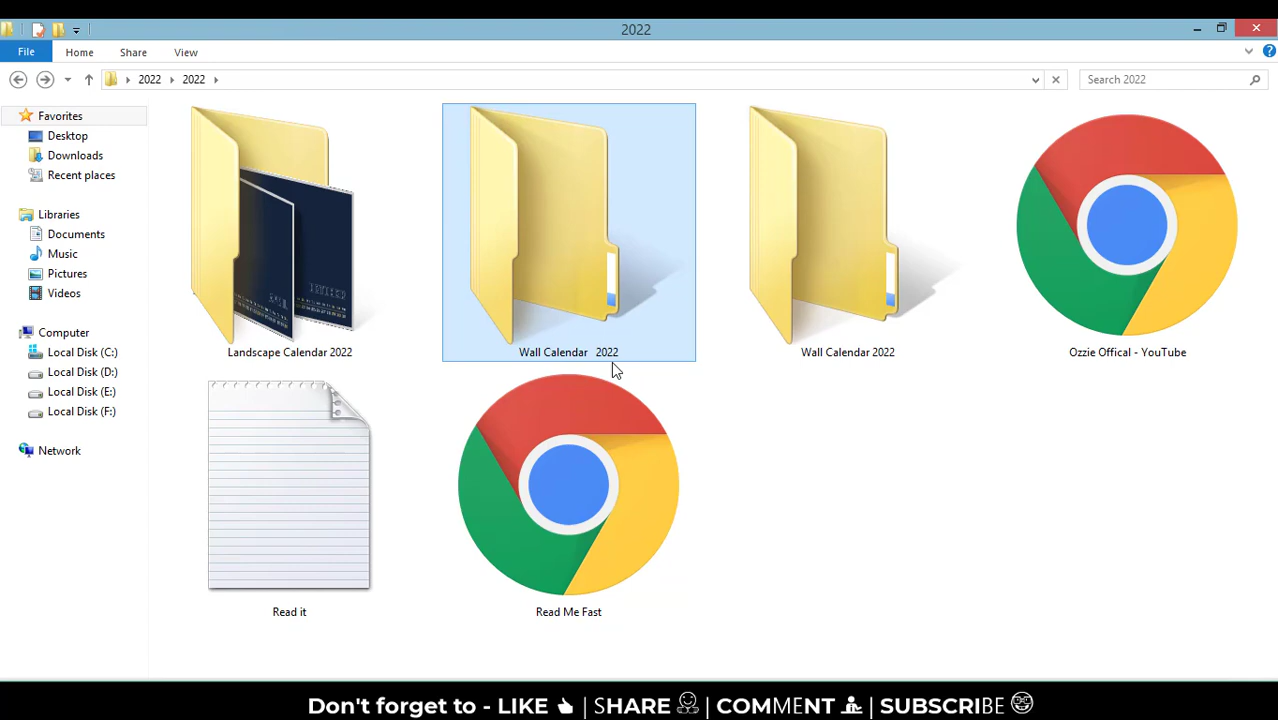 2022
File Home Share View
2022 2022 Search 2022
Favorites
Desktop
Downloads
Recent places
Libraries
Documents
Music
Pictures
Videos
Computer
Local Disk (C:)
Local Disk (D:)
Local Disk (E:)
Local Disk (F:)
Network
Landscape Calendar 2022
Wall Calendar   2022
Wall Calendar 2022
Ozzie Offical - YouTube
Read it
Read Me Fast
Don't forget to - LIKE | SHARE | COMMENT | SUBSCRIBE